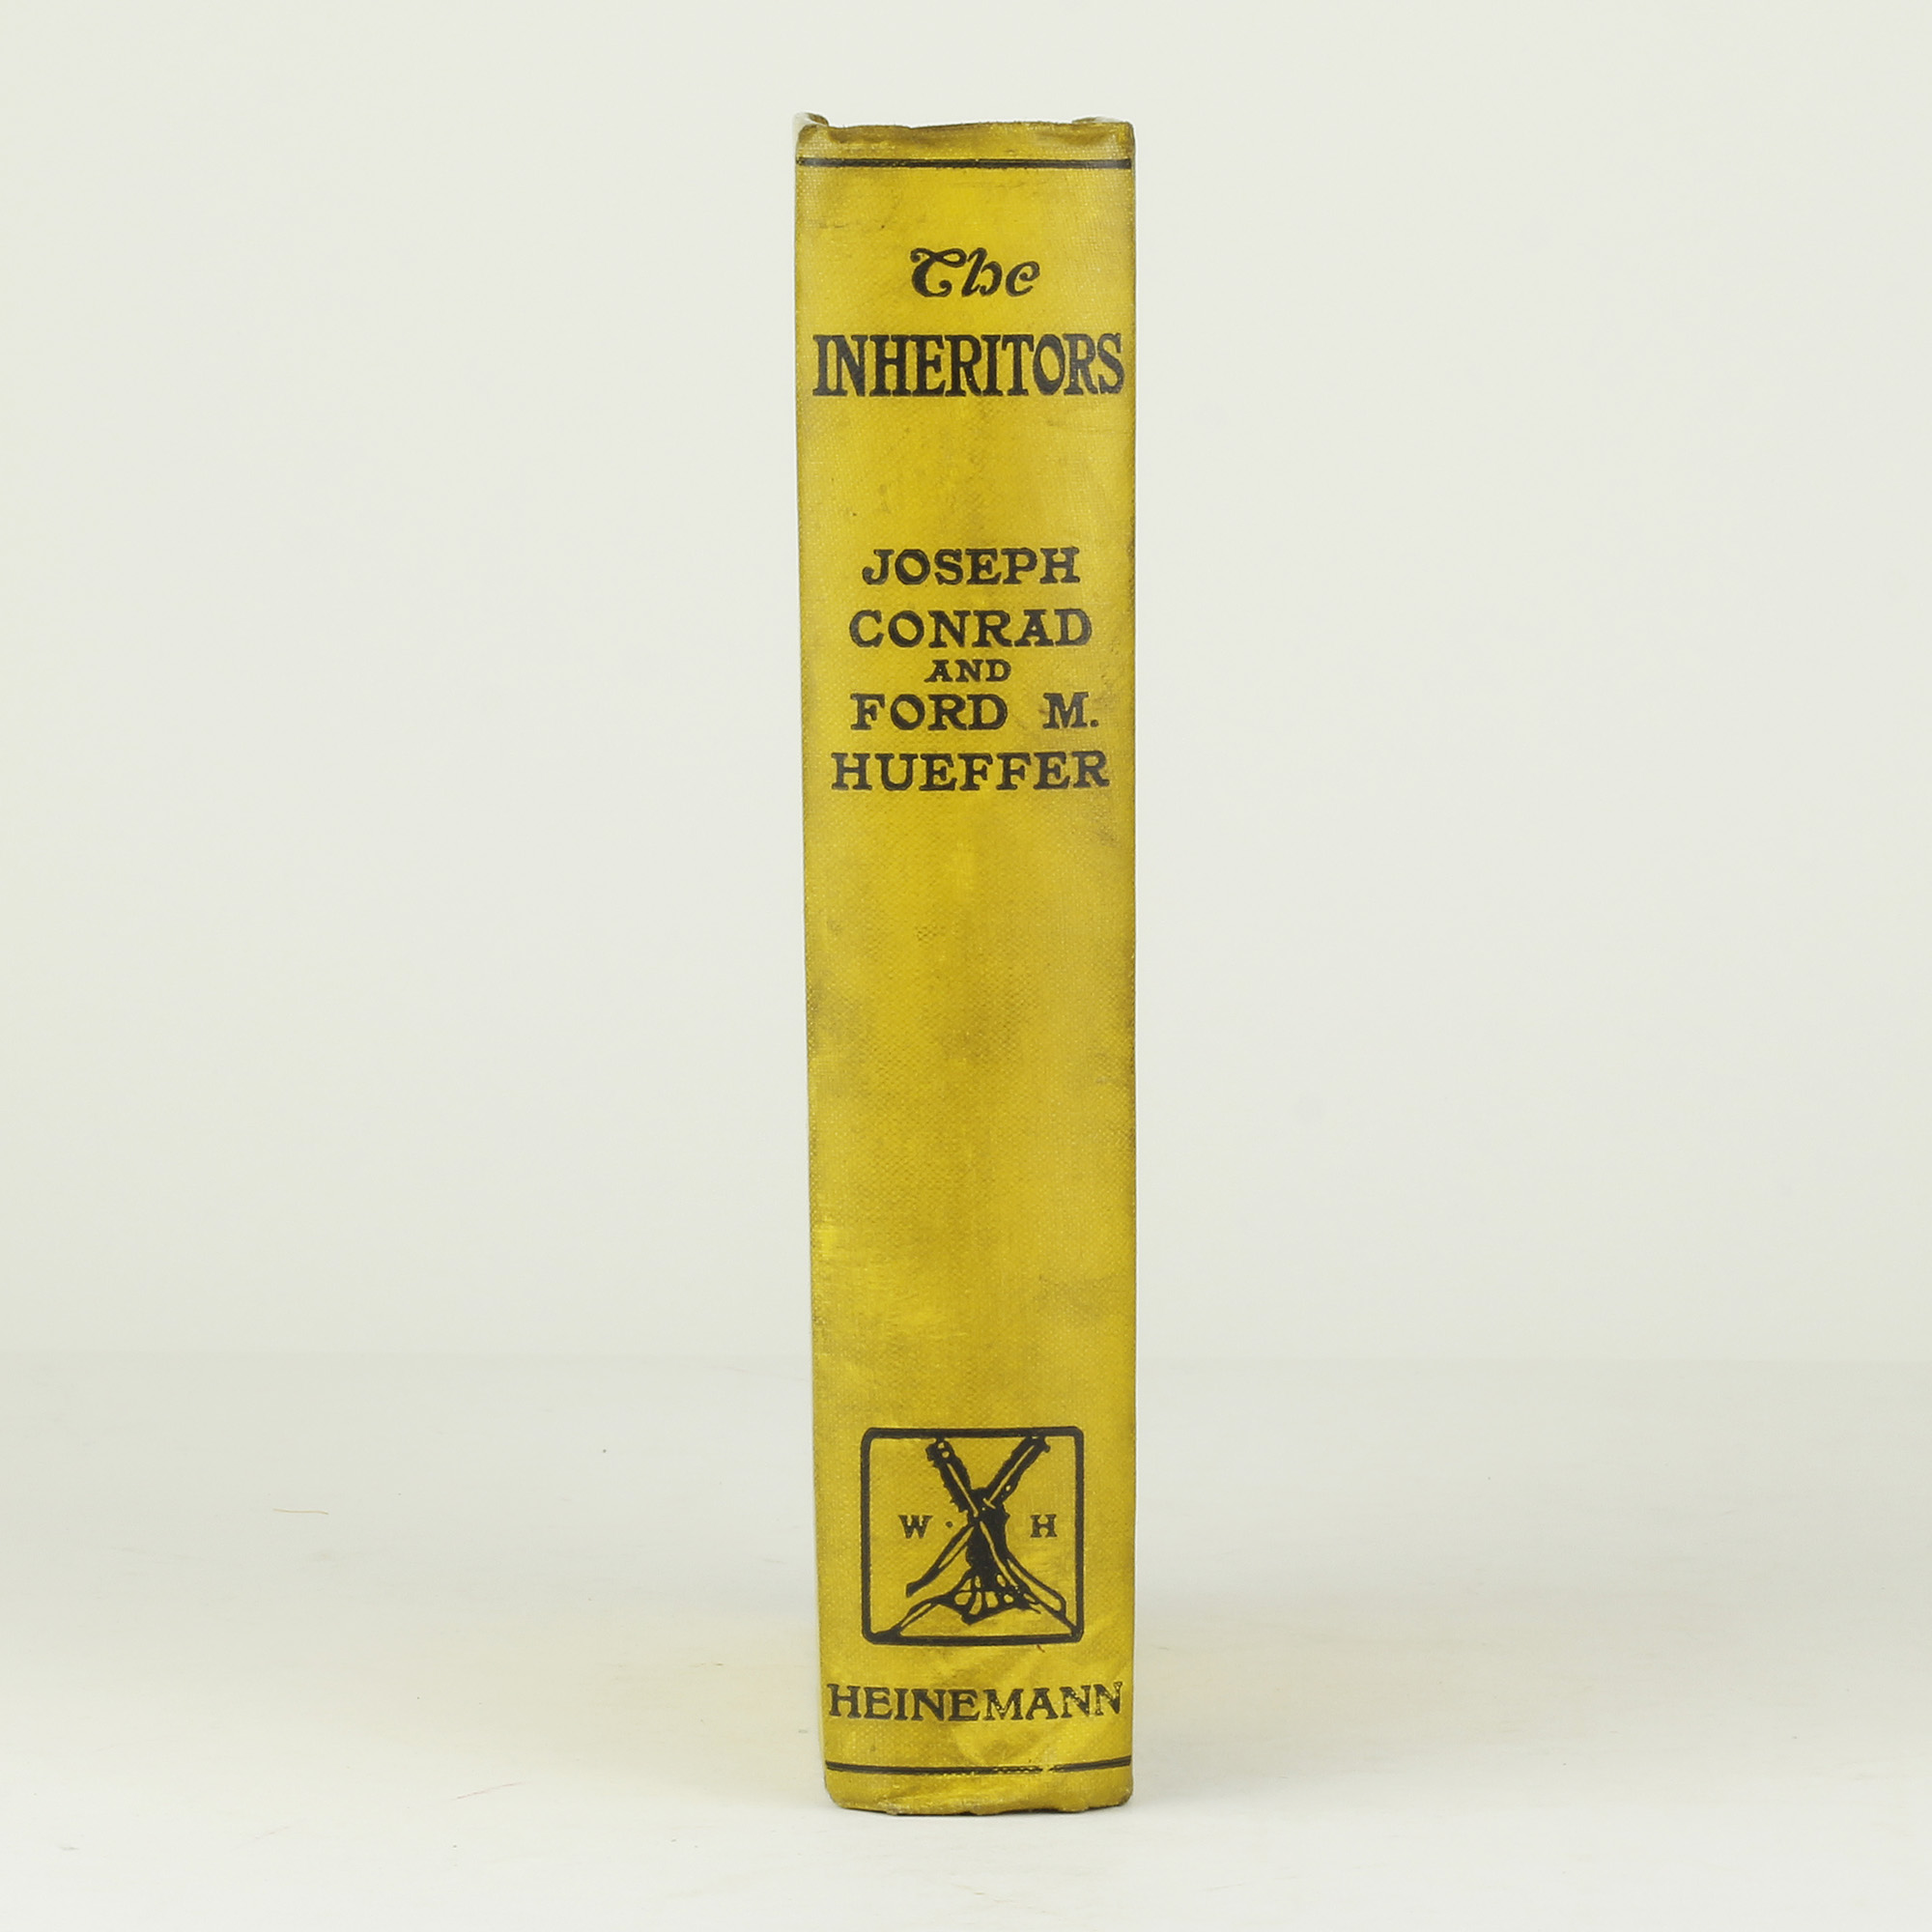 The
INHERITORS
JOSEPH
CONRAD
AND
FORD M.
HUEFFER
W · H
HEINEMANN